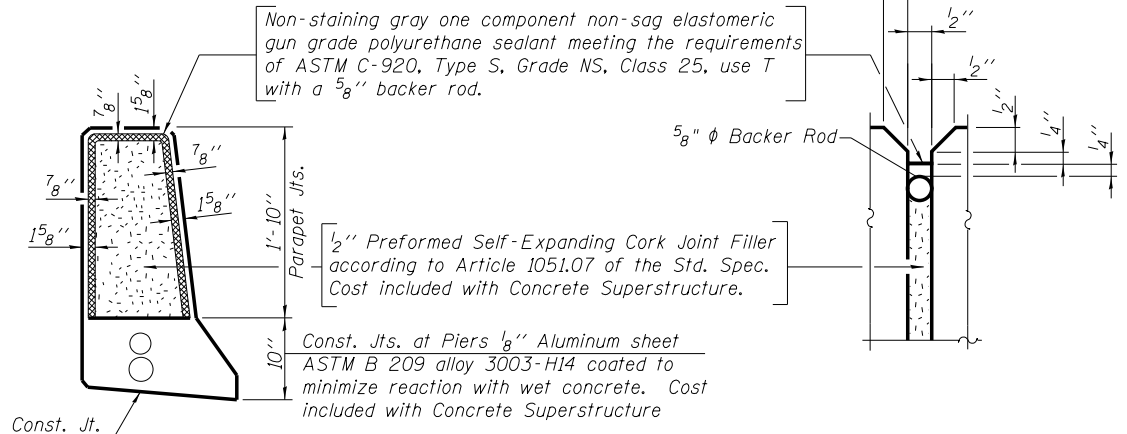 Non-staining gray one component non-sag elastomeric
gun grade polyurethane sealant meeting the requirements
of ASTM C-920, Type S, Grade NS, Class 25, use T
with a 5/8" backer rod.
1/2"
7/8"
1 5/8"
1/2"
1/2"
1/4"
1/4"
5/8" ϕ Backer Rod
7/8"
7/8"
1 5/8"
1 5/8"
1'-10"
Parapet Jts.
1/2" Preformed Self-Expanding Cork Joint Filler
according to Article 1051.07 of the Std. Spec.
Cost included with Concrete Superstructure.
10"
Const. Jts. at Piers 1/8" Aluminum sheet
ASTM B 209 alloy 3003-H14 coated to
minimize reaction with wet concrete. Cost
included with Concrete Superstructure
Const. Jt.